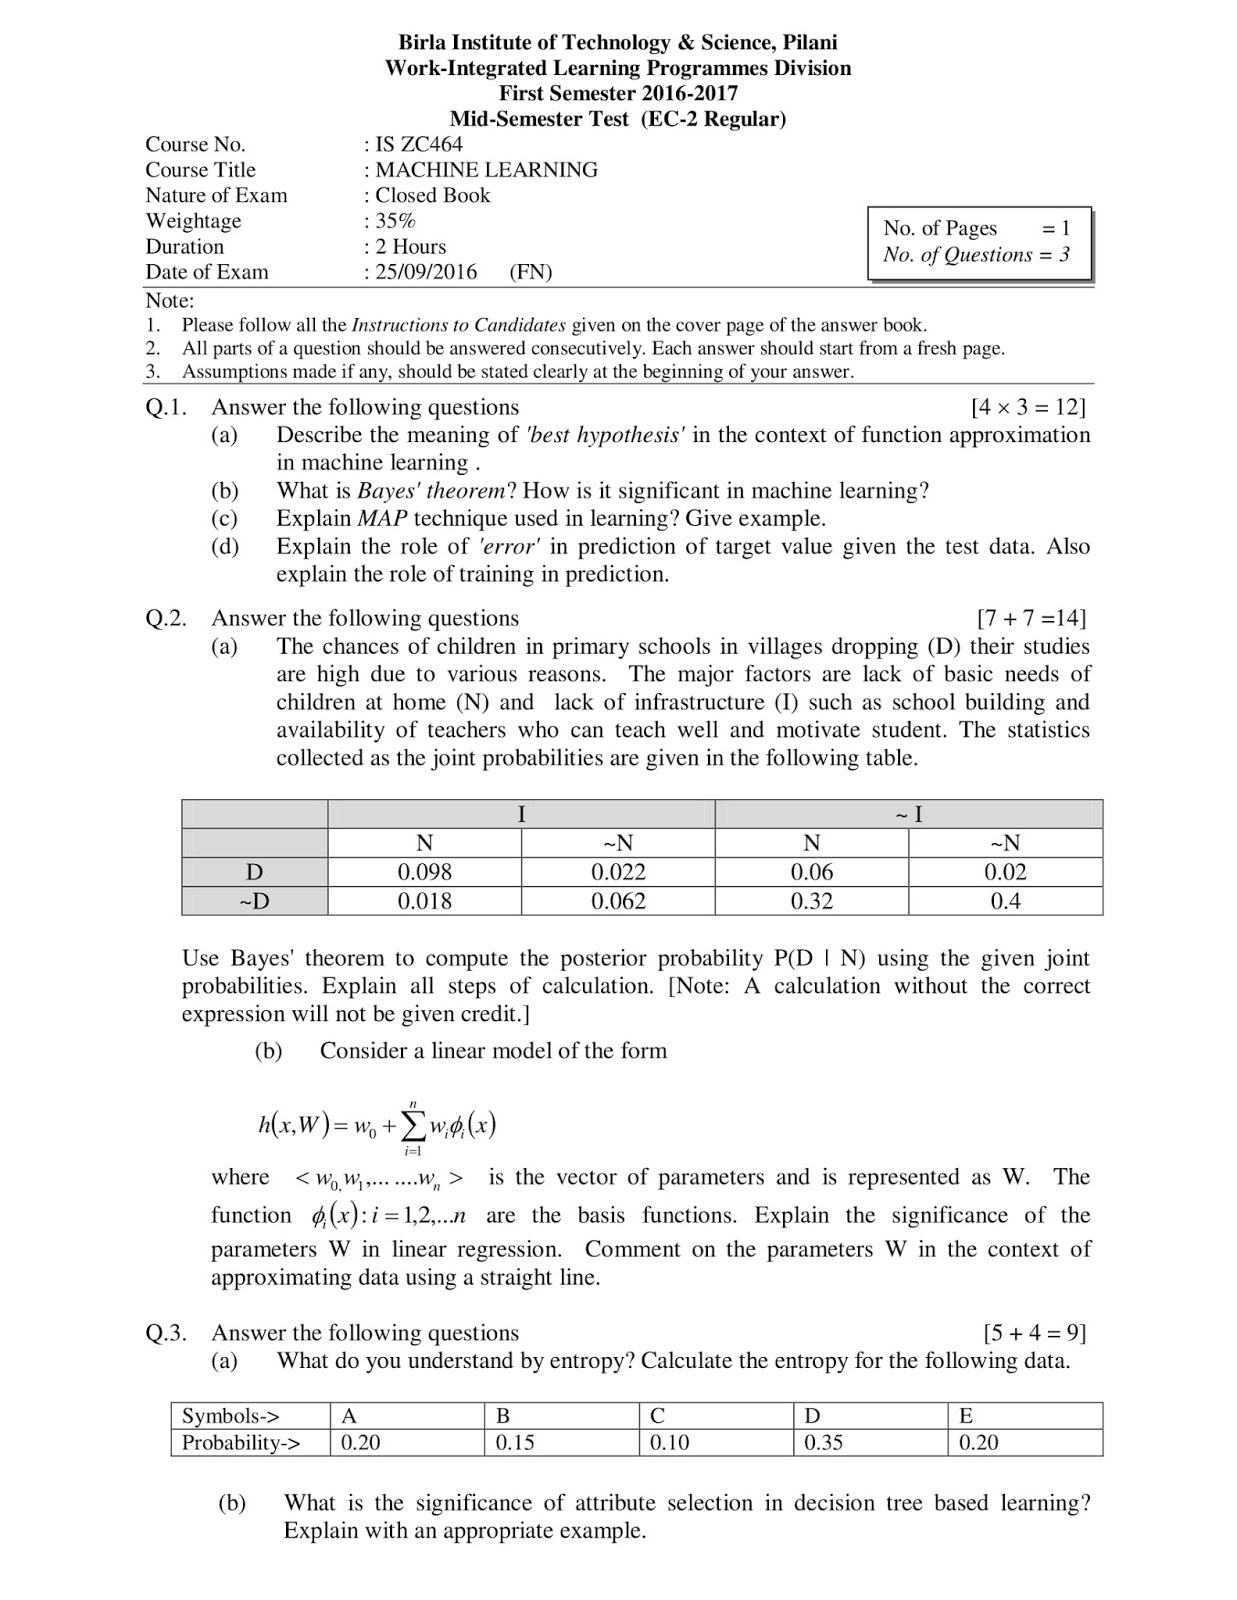 Birla Institute of Technology & Science, Pilani
Work-Integrated Learning Programmes Division
First Semester 2016-2017
Mid-Semester Test (EC-2 Regular)
Course No. : IS ZC464
Course Title : MACHINE LEARNING
Nature of Exam : Closed Book
Weightage : 35%
Duration : 2 Hours
Date of Exam : 25/09/2016 (FN)
No. of Pages = 1
No. of Questions = 3
Note:
1. Please follow all the Instructions to Candidates given on the cover page of the answer book.
2. All parts of a question should be answered consecutively. Each answer should start from a fresh page.
3. Assumptions made if any, should be stated clearly at the beginning of your answer.
Q.1. Answer the following questions [4 × 3 = 12]
(a) Describe the meaning of 'best hypothesis' in the context of function approximation
in machine learning .
(b) What is Bayes' theorem? How is it significant in machine learning?
(c) Explain MAP technique used in learning? Give example.
(d) Explain the role of 'error' in prediction of target value given the test data. Also
explain the role of training in prediction.
Q.2. Answer the following questions [7 + 7 =14]
(a) The chances of children in primary schools in villages dropping (D) their studies
are high due to various reasons. The major factors are lack of basic needs of
children at home (N) and lack of infrastructure (I) such as school building and
availability of teachers who can teach well and motivate student. The statistics
collected as the joint probabilities are given in the following table.
I ~ I
N ~N N ~N
D 0.098 0.022 0.06 0.02
~D 0.018 0.062 0.32 0.4
Use Bayes' theorem to compute the posterior probability P(D | N) using the given joint
probabilities. Explain all steps of calculation. [Note: A calculation without the correct
expression will not be given credit.]
(b) Consider a linear model of the form
h(x,W) = w₀ + ∑ᵢ₌₁ⁿ wᵢϕᵢ(x)
where < w₀,w₁,... ....wₙ > is the vector of parameters and is represented as W. The
function ϕᵢ(x) : i = 1,2,...n are the basis functions. Explain the significance of the
parameters W in linear regression. Comment on the parameters W in the context of
approximating data using a straight line.
Q.3. Answer the following questions [5 + 4 = 9]
(a) What do you understand by entropy? Calculate the entropy for the following data.
Symbols-> A B C D E
Probability-> 0.20 0.15 0.10 0.35 0.20
(b) What is the significance of attribute selection in decision tree based learning?
Explain with an appropriate example.